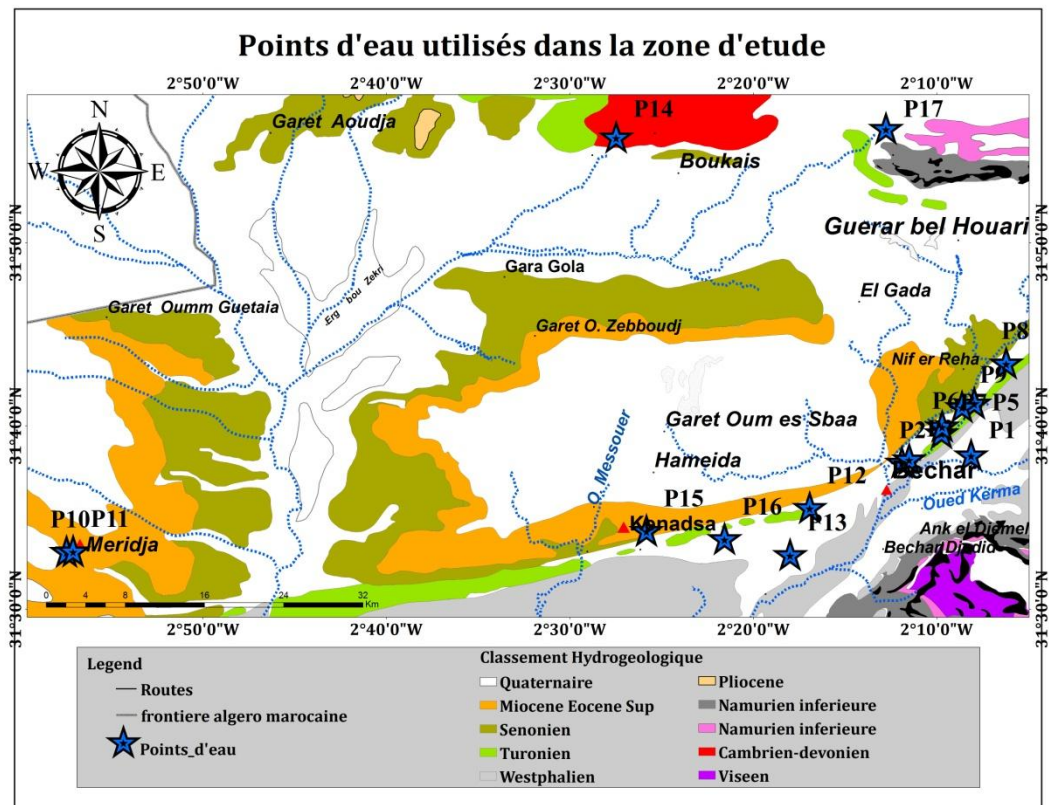 Points d'eau utilisés dans la zone d'etude
2°50'0"W 2°40'0"W 2°30'0"W 2°20'0"W 2°10'0"W
N
W E
S
Garet Aoudja
P14
P17
Boukais
Guerar bel Houari
31°50'0"N 31°50'0"N
Gara Gola
El Gada
Erg bou Zekri
Garet Oumm Guetaia
Garet O. Zebboudj
P8
Nif er Reha
P9
P5
Garet Oum es Sbaa
31°40'0"N 31°40'0"N
P1
O. Messouer
Hameida
P12
Bechar
Oued Kerma
P15
P16
P13
Kenadsa
P10 P11
Meridja
Ank el Djemel
Bechar Djedid
31°30'0"N 31°30'0"N
0 2 4 8 16 24 32
Km
2°50'0"W 2°40'0"W 2°30'0"W 2°20'0"W 2°10'0"W
Legend
Routes
frontiere algero marocaine
Points_d'eau
Classement Hydrogeologique
Quaternaire
Miocene Eocene Sup
Senonien
Turonien
Westphalien
Pliocene
Namurien inferieure
Namurien inferieure
Cambrien-devonien
Viseen